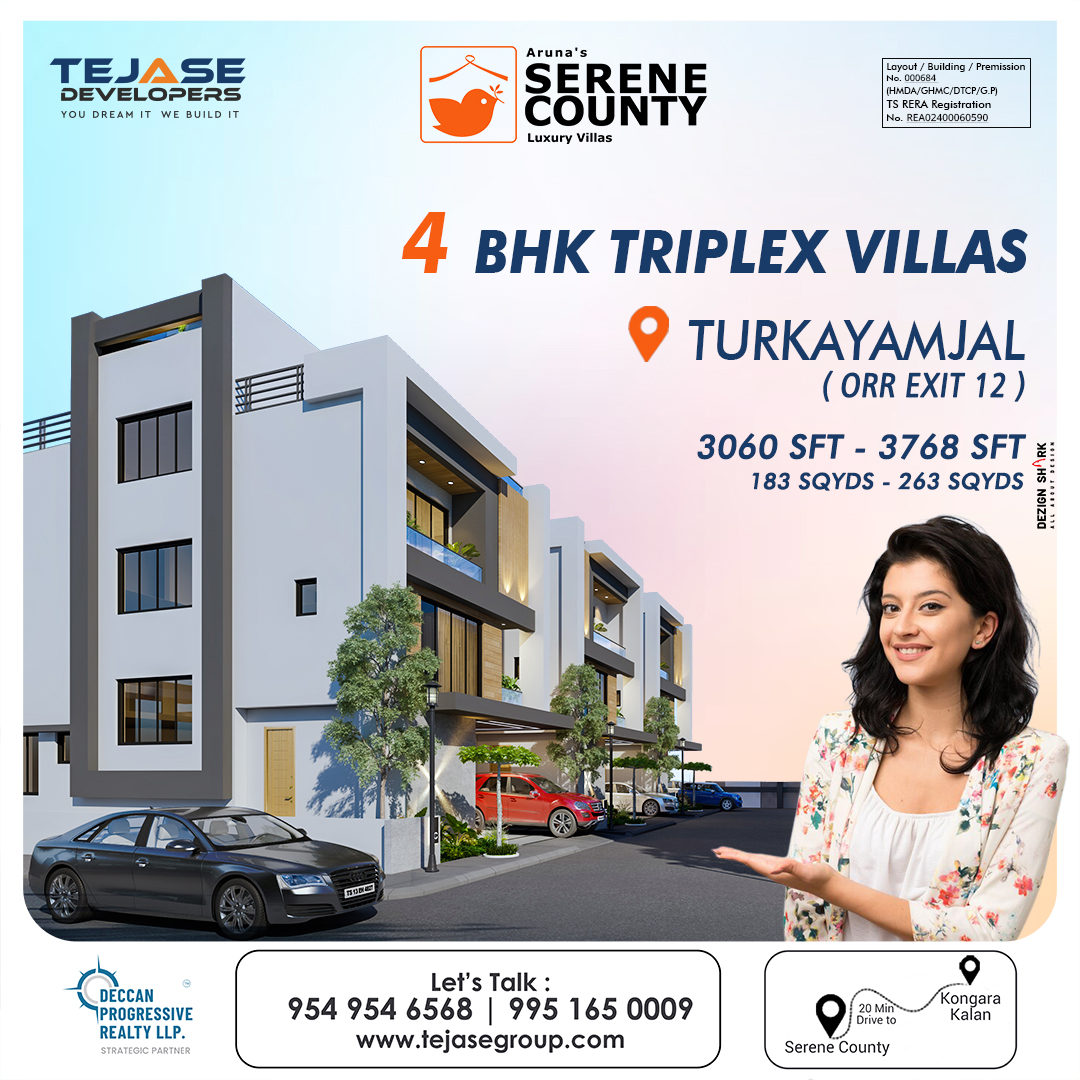 TEJASE
DEVELOPERS
YOU DREAM IT WE BUILD IT
Aruna's
SERENE
COUNTY
Luxury Villas
Layout / Building / Premission
No. 000684
(HMDA/GHMC/DTCP/G.P)
TS RERA Registration
No. REA02400060590
4 BHK TRIPLEX VILLAS
TURKAYAMJAL
( ORR EXIT 12 )
3060 SFT - 3768 SFT
183 SQYDS - 263 SQYDS
DEZIGN SHARK
ALL ABOUT DESIGN
DECCAN
PROGRESSIVE
REALTY LLP.
TM
STRATEGIC PARTNER
Let's Talk :
954 954 6568 | 995 165 0009
www.tejasegroup.com
20 Min
Drive to
Kongara
Kalan
Serene County